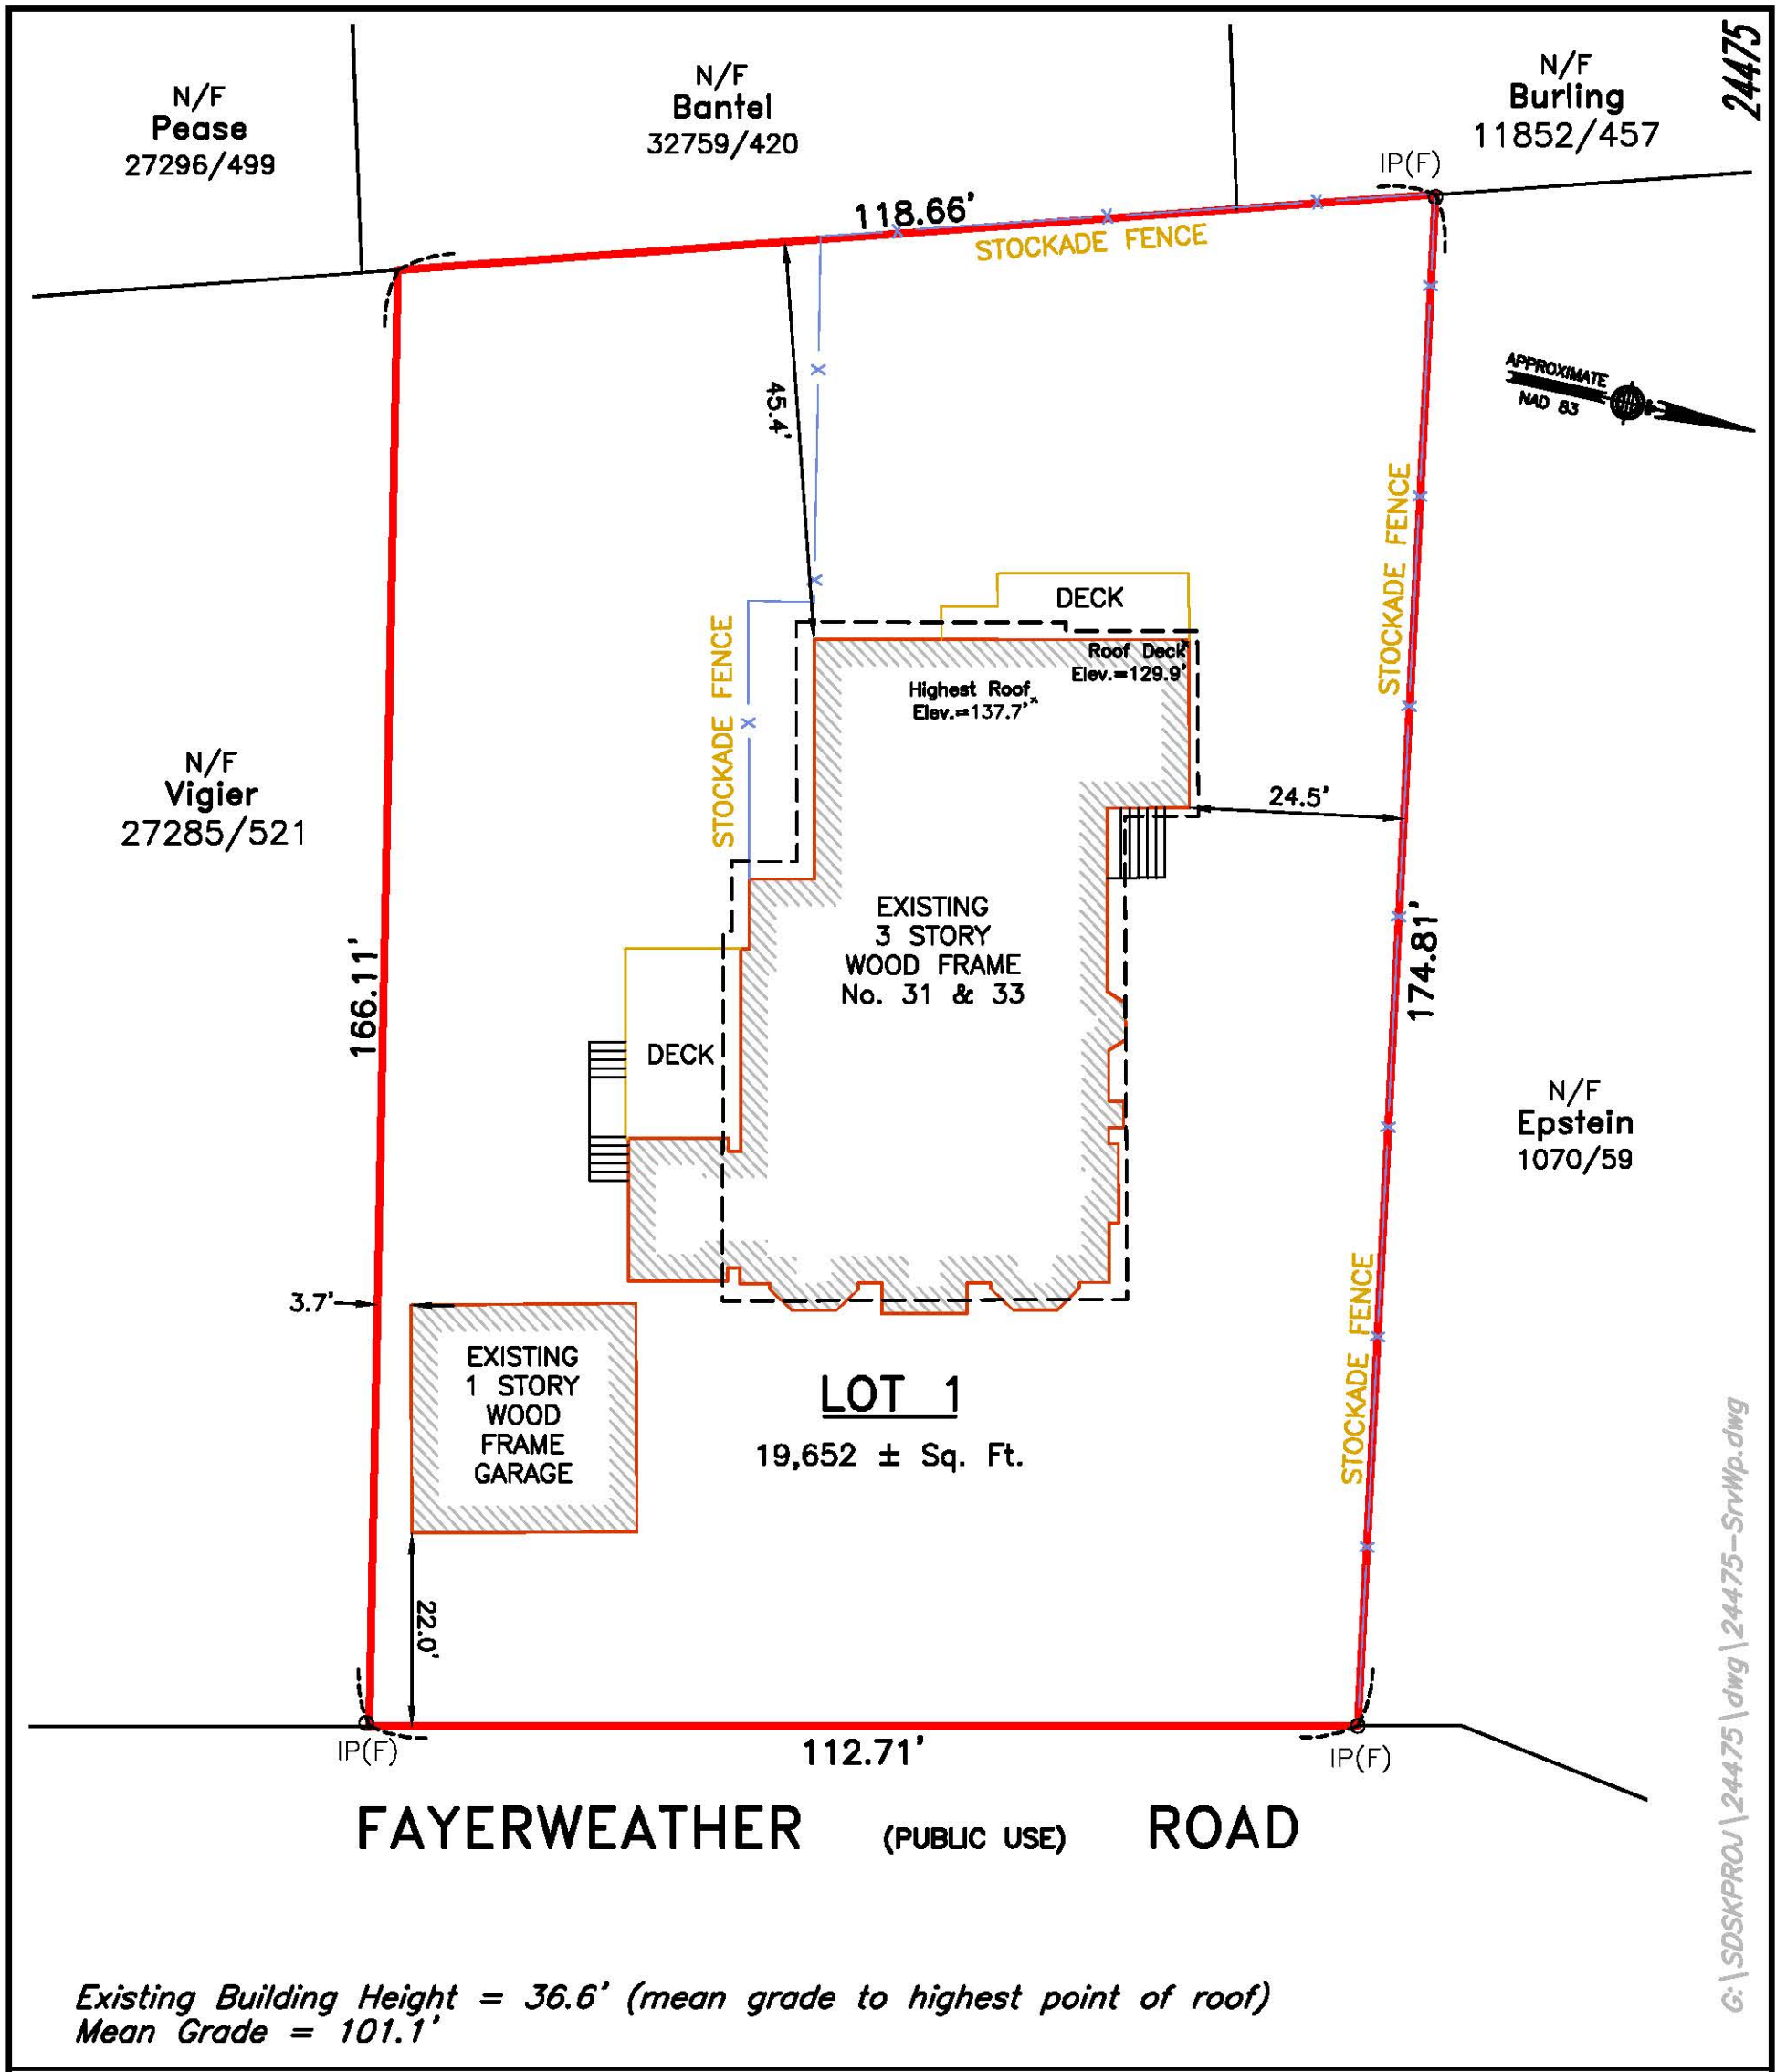 24475
N/F
Pease
27296/499
N/F
Bantel
32759/420
N/F
Burling
11852/457
IP(F)
118.66'
STOCKADE FENCE
APPROXIMATE
NAD 83
45.4'
STOCKADE FENCE
DECK
STOCKADE FENCE
Roof Deck x
Elev.=129.9'
Highest Roof x
Elev.=137.7'
N/F
Vigier
27285/521
24.5'
EXISTING
3 STORY
WOOD FRAME
No. 31 & 33
166.11'
174.81'
DECK
N/F
Epstein
1070/59
3.7'
EXISTING
1 STORY
WOOD
FRAME
GARAGE
LOT 1
19,652 ± Sq. Ft.
STOCKADE FENCE
22.0'
IP(F)
112.71'
IP(F)
FAYERWEATHER (PUBLIC USE) ROAD
G:\SDSKPROJ\24475\dwg\24475-SrvWp.dwg
Existing Building Height = 36.6' (mean grade to highest point of roof)
Mean Grade = 101.1'